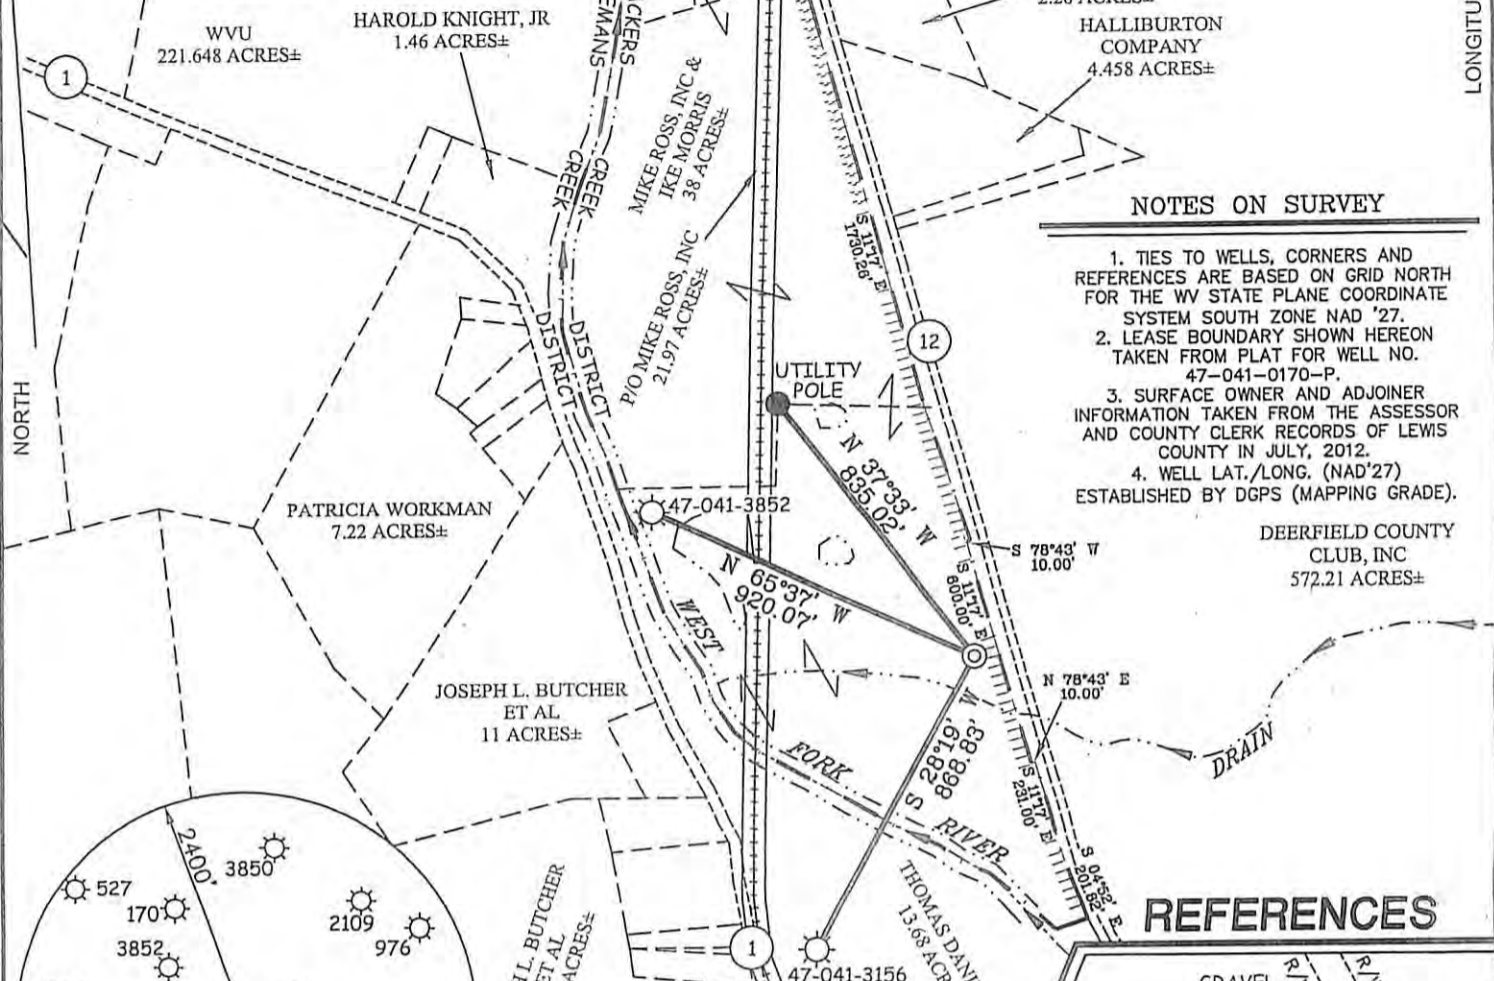 WVU
221.648 ACRES±
HAROLD KNIGHT, JR
1.46 ACRES±
HALLIBURTON
COMPANY
4.458 ACRES±
1
MIKE ROSS, INC &
IKE MORRIS
38 ACRES±
CREEK
CREEK
P/O MIKE ROSS, INC
21.97 ACRES±
DISTRICT
DISTRICT
NORTH
S 11°17' E
1730.26'
12
NOTES ON SURVEY
1. TIES TO WELLS, CORNERS AND
REFERENCES ARE BASED ON GRID NORTH
FOR THE WV STATE PLANE COORDINATE
SYSTEM SOUTH ZONE NAD '27.
2. LEASE BOUNDARY SHOWN HEREON
TAKEN FROM PLAT FOR WELL NO.
47-041-0170-P.
3. SURFACE OWNER AND ADJOINER
INFORMATION TAKEN FROM THE ASSESSOR
AND COUNTY CLERK RECORDS OF LEWIS
COUNTY IN JULY, 2012.
4. WELL LAT./LONG. (NAD'27)
ESTABLISHED BY DGPS (MAPPING GRADE).
UTILITY
POLE
N 37°33' W
835.02'
PATRICIA WORKMAN
7.22 ACRES±
47-041-3852
N 65°37' W
920.07'
S 78°43' W
10.00'
S 11°17' E
600.00'
DEERFIELD COUNTY
CLUB, INC
572.21 ACRES±
WEST
FORK
RIVER
JOSEPH L. BUTCHER
ET AL
11 ACRES±
N 78°43' E
10.00'
S 28°19' W
868.83'
DRAIN
S 11°17' E
231.00'
S 04°52' E
201.82'
2400'
3850
527
170
3852
2109
976
L. BUTCHER
ET AL
ACRES±
1
47-041-3156
THOMAS
13.68
REFERENCES